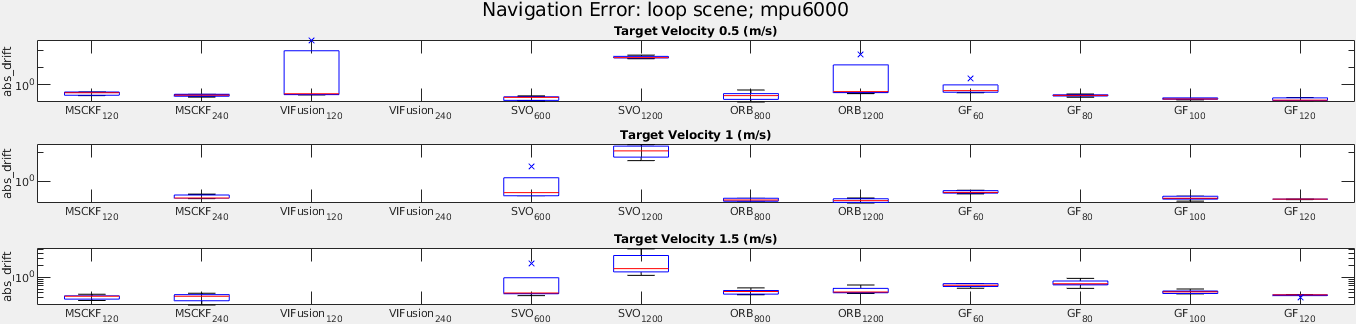 Navigation Error: loop scene; mpu6000
Target Velocity 0.5 (m/s)
abs_drift
10^0
MSCKF_120 MSCKF_240 VIFusion_120 VIFusion_240 SVO_600 SVO_1200 ORB_800 ORB_1200 GF_60 GF_80 GF_100 GF_120
Target Velocity 1 (m/s)
abs_drift
10^0
MSCKF_120 MSCKF_240 VIFusion_120 VIFusion_240 SVO_600 SVO_1200 ORB_800 ORB_1200 GF_60 GF_80 GF_100 GF_120
Target Velocity 1.5 (m/s)
abs_drift
10^0
MSCKF_120 MSCKF_240 VIFusion_120 VIFusion_240 SVO_600 SVO_1200 ORB_800 ORB_1200 GF_60 GF_80 GF_100 GF_120